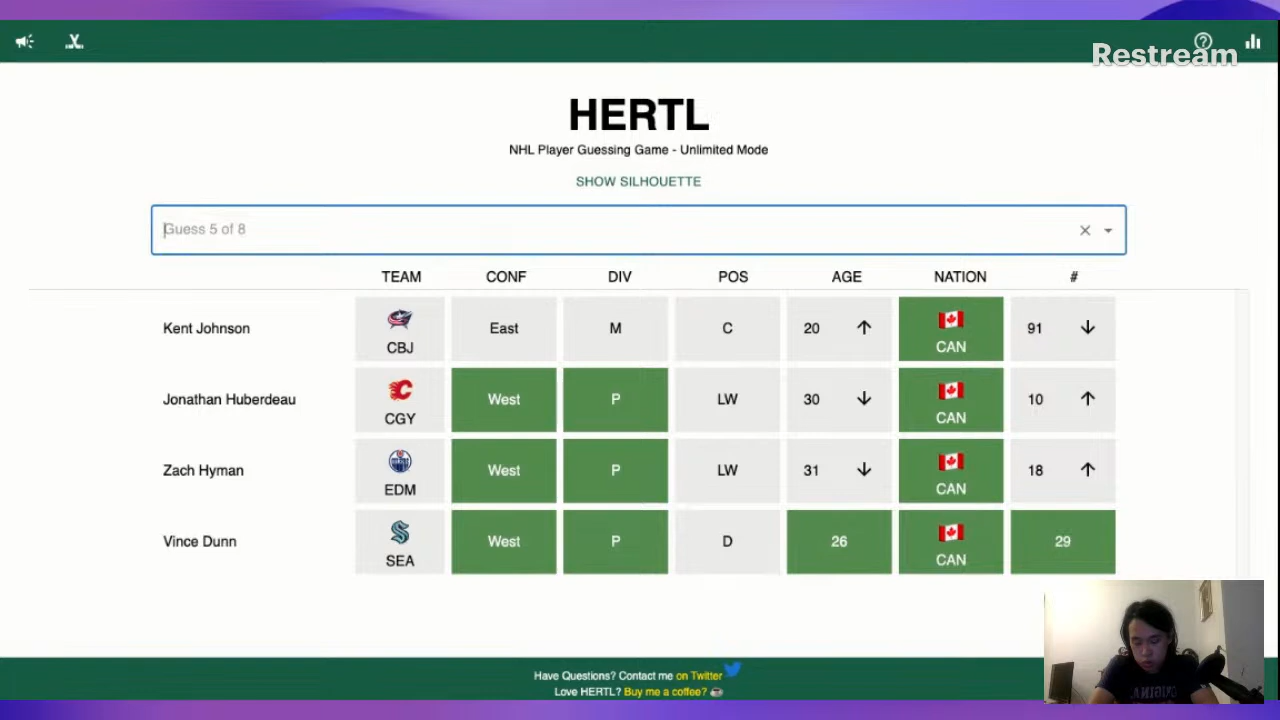 Restream
HERTL
NHL Player Guessing Game - Unlimited Mode
SHOW SILHOUETTE
Guess 5 of 8
TEAM CONF DIV POS AGE NATION #
Kent Johnson CBJ East M C 20 ↑ CAN 91 ↓
Jonathan Huberdeau CGY West P LW 30 ↓ CAN 10 ↑
Zach Hyman EDM West P LW 31 ↓ CAN 18 ↑
Vince Dunn SEA West P D 26 CAN 29
Have Questions? Contact me on Twitter
Love HERTL? Buy me a coffee?